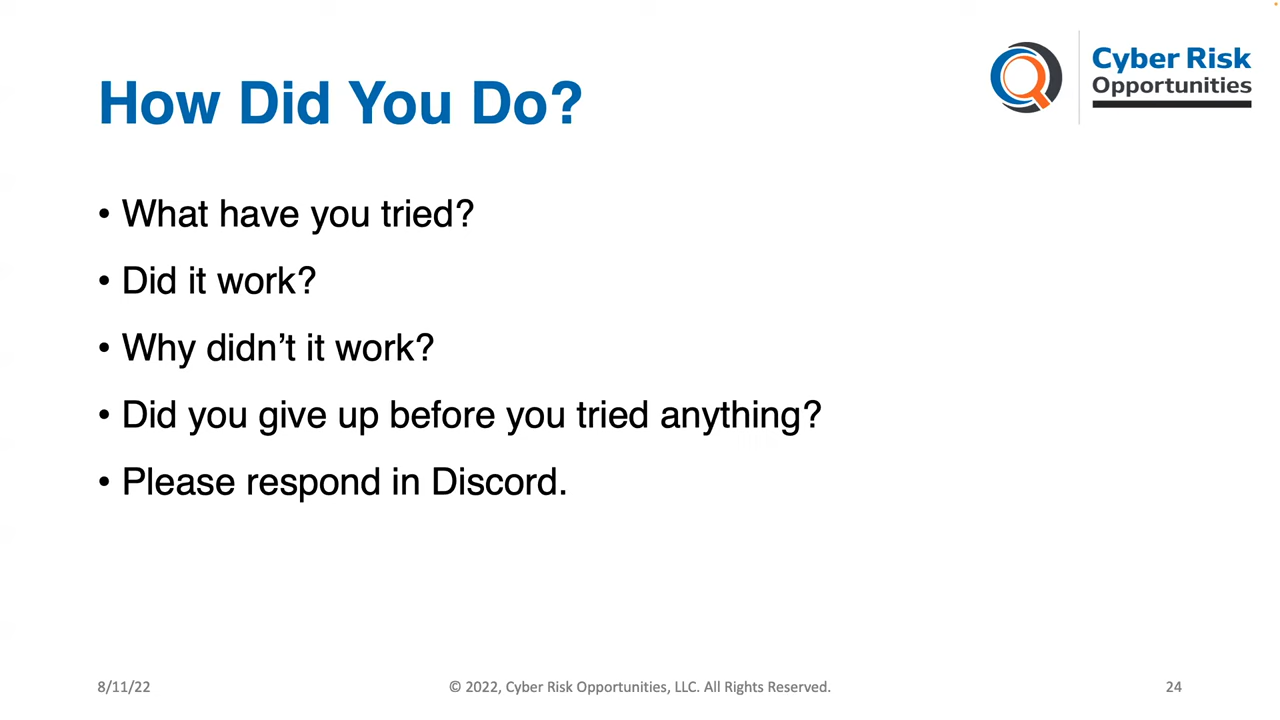 Cyber Risk
Opportunities
How Did You Do?
• What have you tried?
• Did it work?
• Why didn’t it work?
• Did you give up before you tried anything?
• Please respond in Discord.
8/11/22
© 2022, Cyber Risk Opportunities, LLC. All Rights Reserved.
24